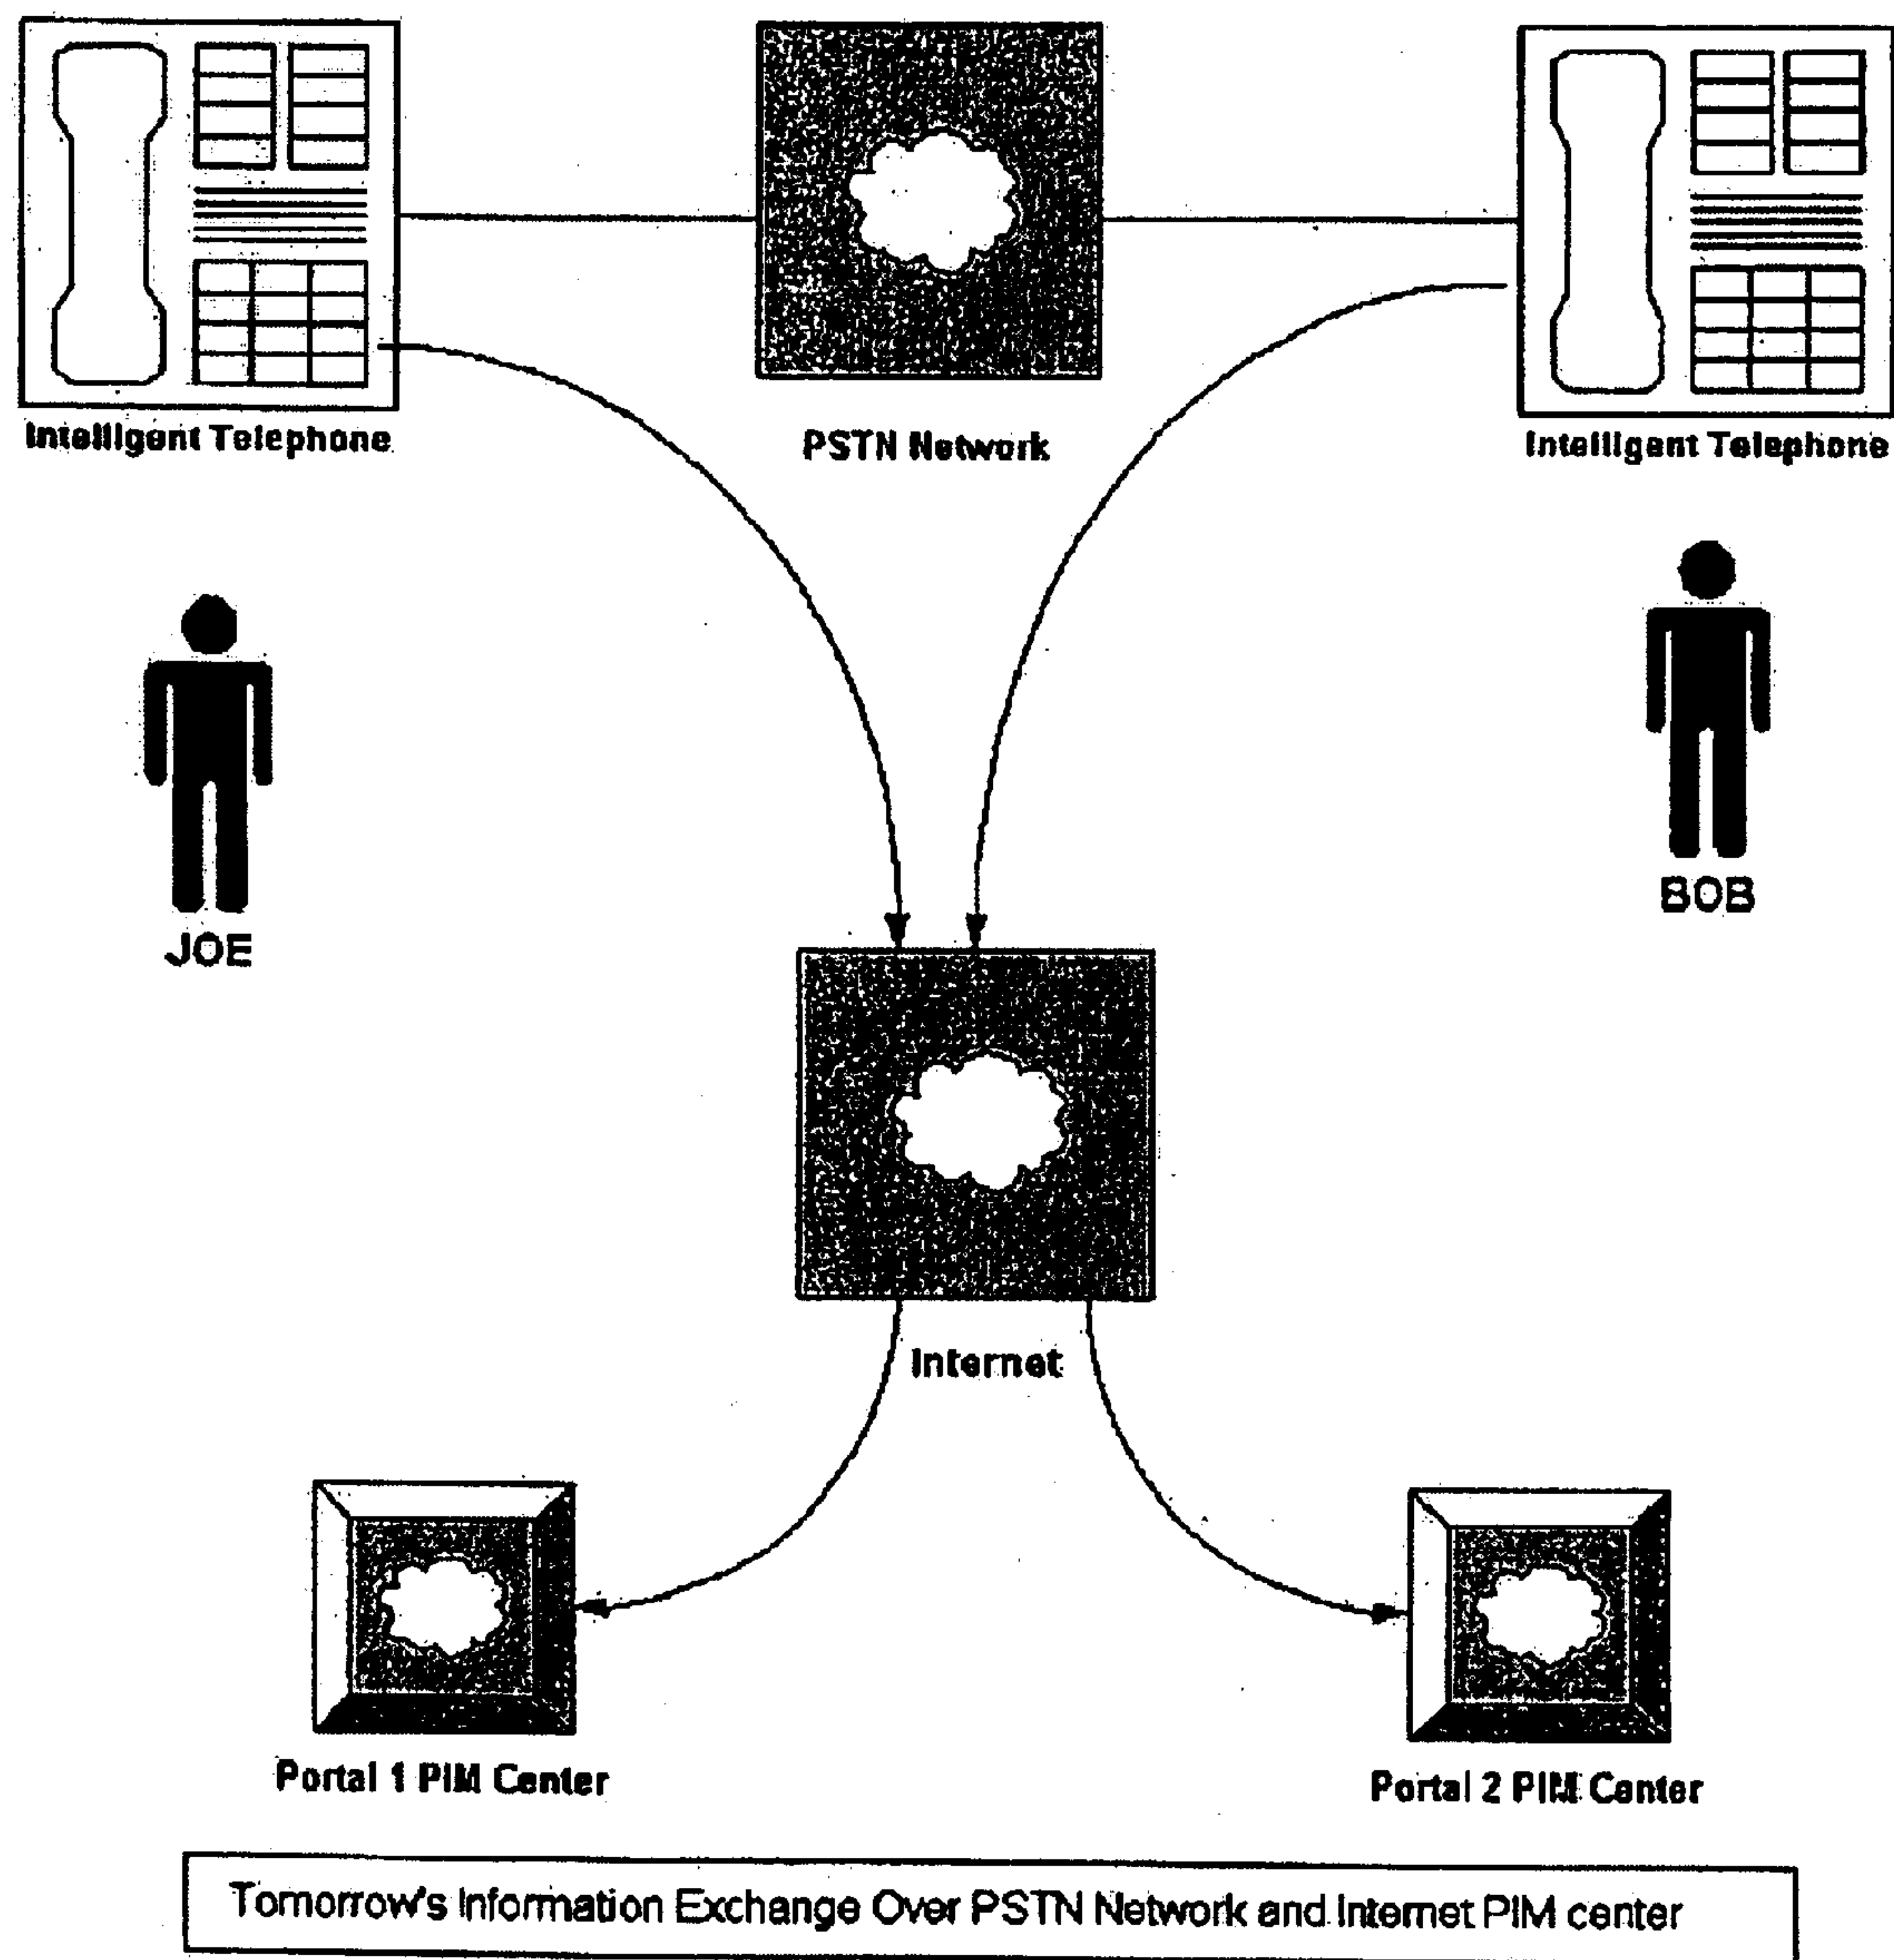 Intelligent Telephone
PSTN Network
Intelligent Telephone
JOE
BOB
Internet
Portal 1 PIM Center
Portal 2 PIM Center
Tomorrow's Information Exchange Over PSTN Network and Internet PIM center